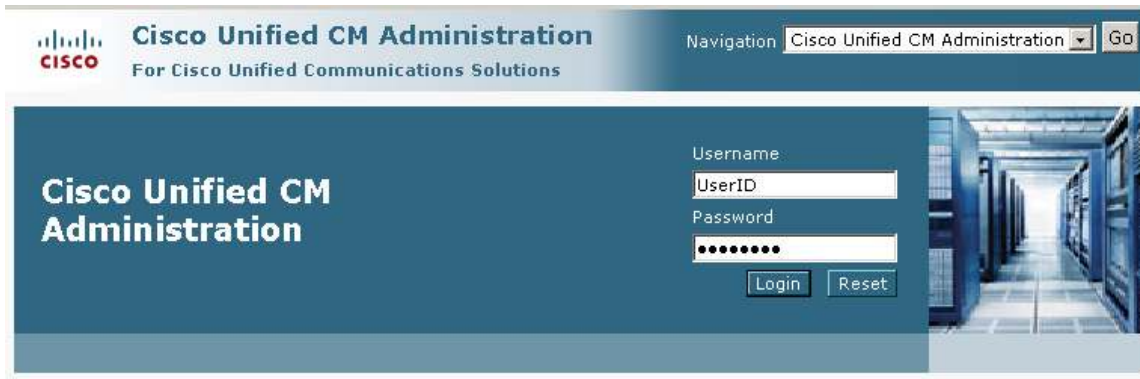 CISCO
Cisco Unified CM Administration
For Cisco Unified Communications Solutions
Navigation Cisco Unified CM Administration Go
Cisco Unified CM
Administration
Username
UserID
Password
••••••••
Login Reset